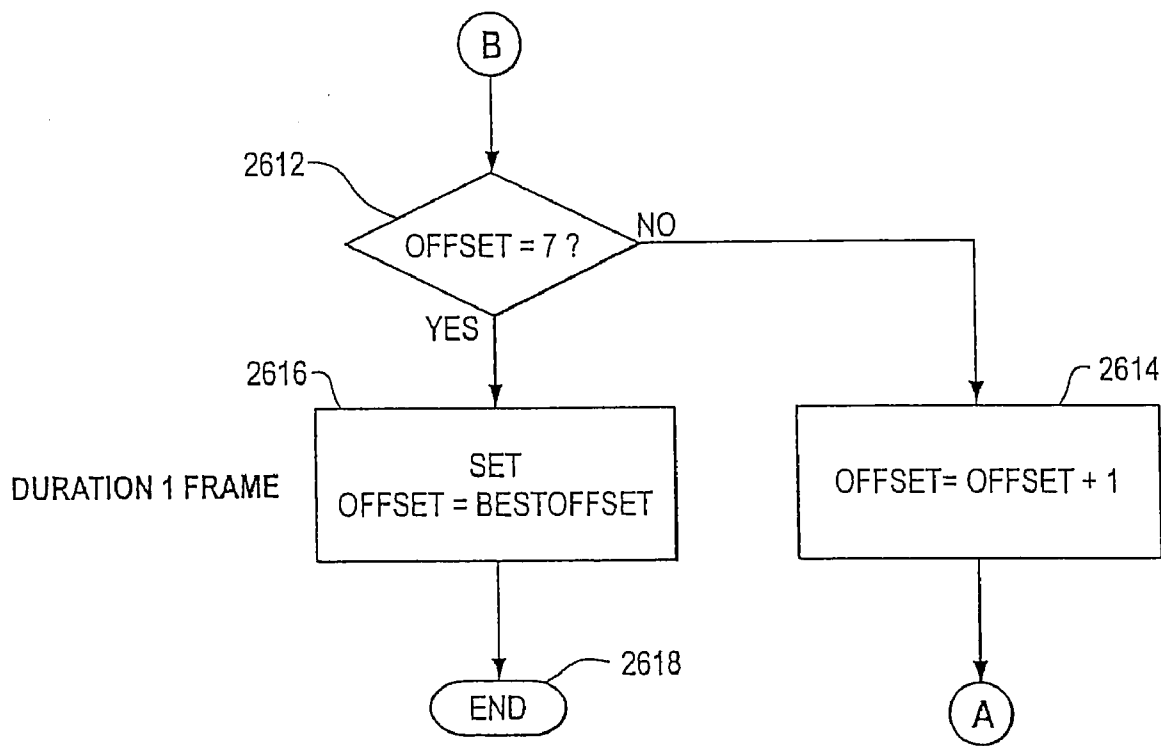 B
2612
OFFSET = 7 ?
NO
YES
2616
2614
DURATION 1 FRAME
SET
OFFSET = BESTOFFSET
OFFSET= OFFSET + 1
2618
END
A